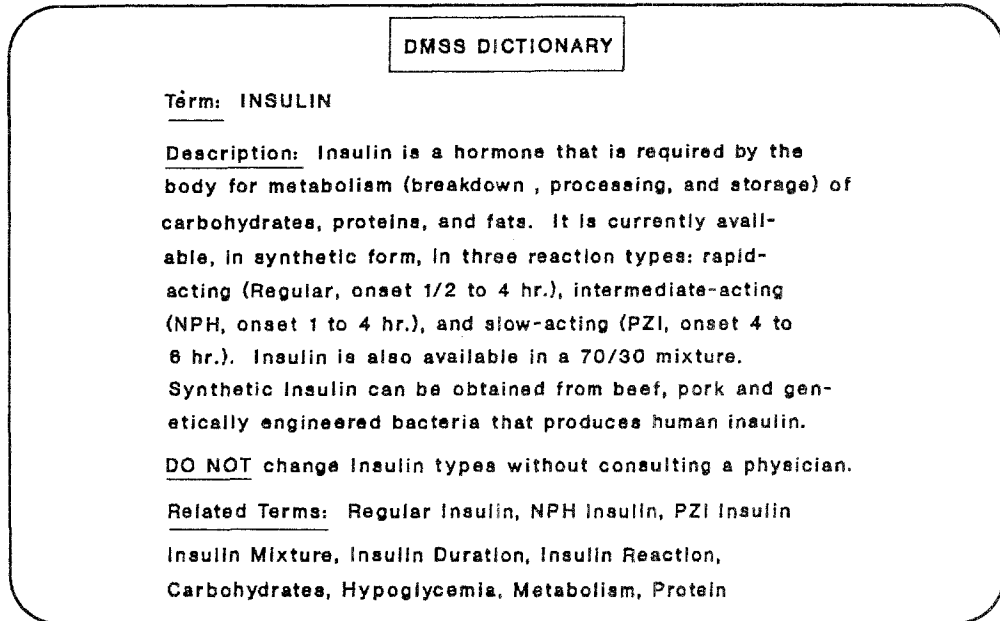 DMSS DICTIONARY
Term: INSULIN
Description: Insulin is a hormone that is required by the
body for metabolism (breakdown , processing, and storage) of
carbohydrates, proteins, and fats. It is currently avail-
able, in synthetic form, in three reaction types: rapid-
acting (Regular, onset 1/2 to 4 hr.), intermediate-acting
(NPH, onset 1 to 4 hr.), and slow-acting (PZI, onset 4 to
6 hr.). Insulin is also available in a 70/30 mixture.
Synthetic Insulin can be obtained from beef, pork and gen-
etically engineered bacteria that produces human insulin.
DO NOT change Insulin types without consulting a physician.
Related Terms: Regular Insulin, NPH Insulin, PZI Insulin
Insulin Mixture, Insulin Duration, Insulin Reaction,
Carbohydrates, Hypoglycemia, Metabolism, Protein